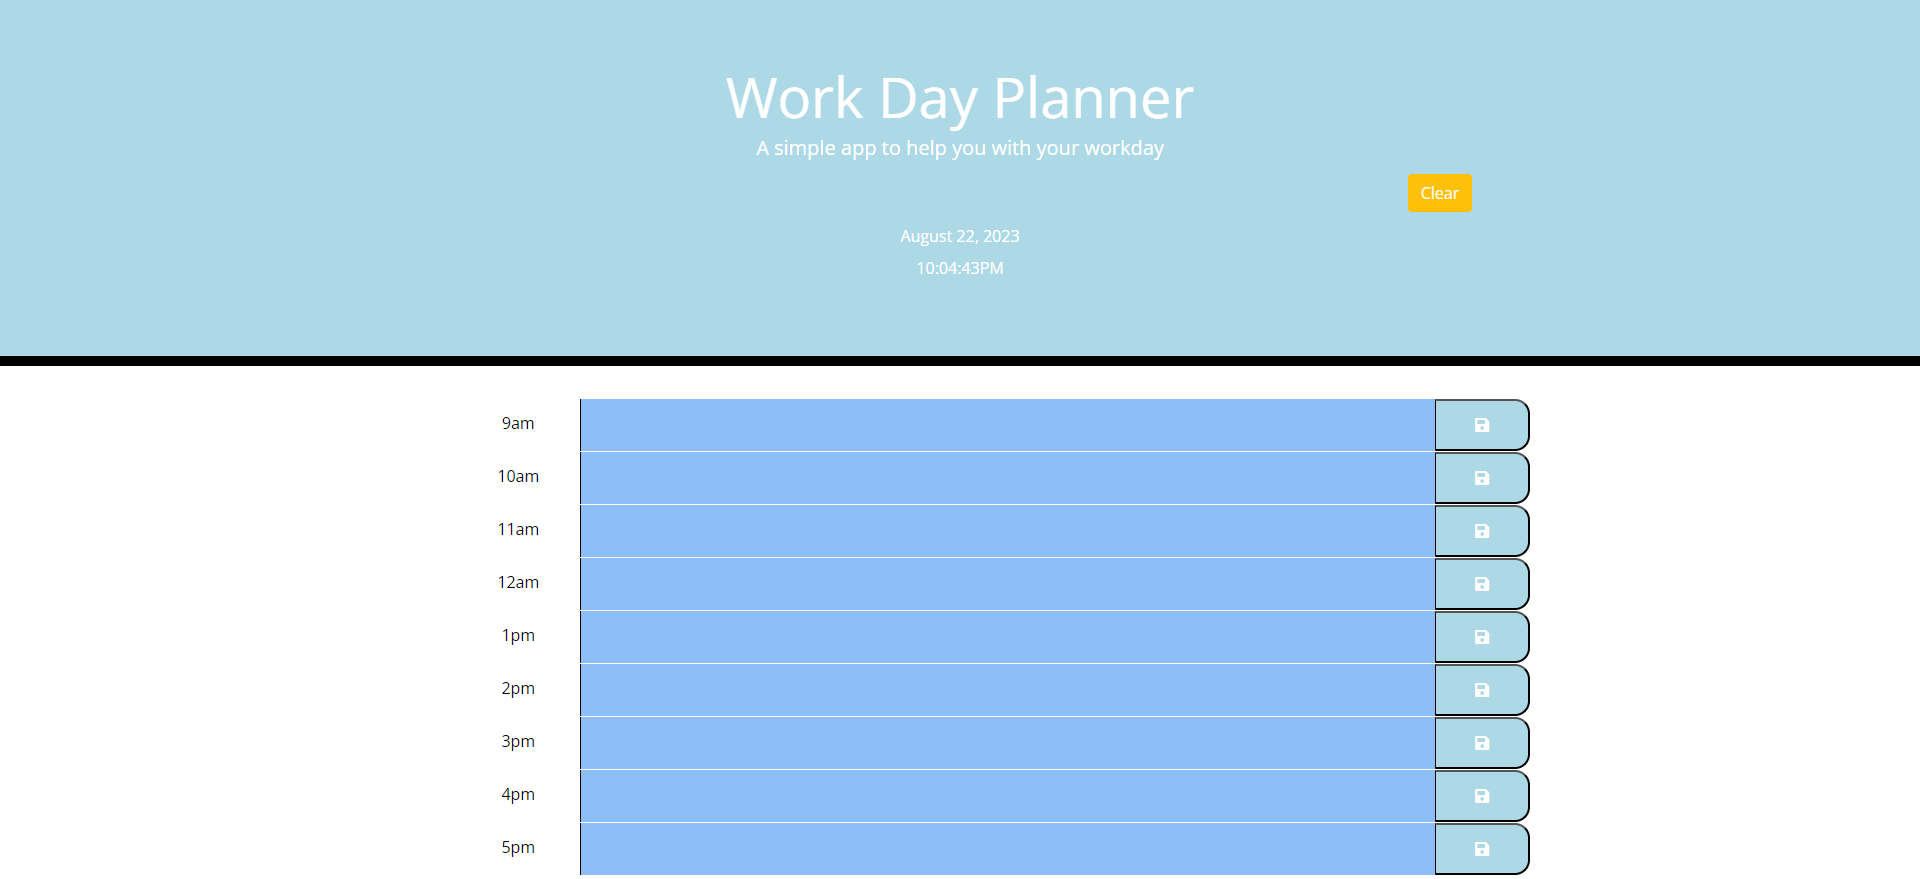 Work Day Planner
A simple app to help you with your workday
Clear
August 22, 2023
10:04:43PM
9am
10am
11am
12am
1pm
2pm
3pm
4pm
5pm